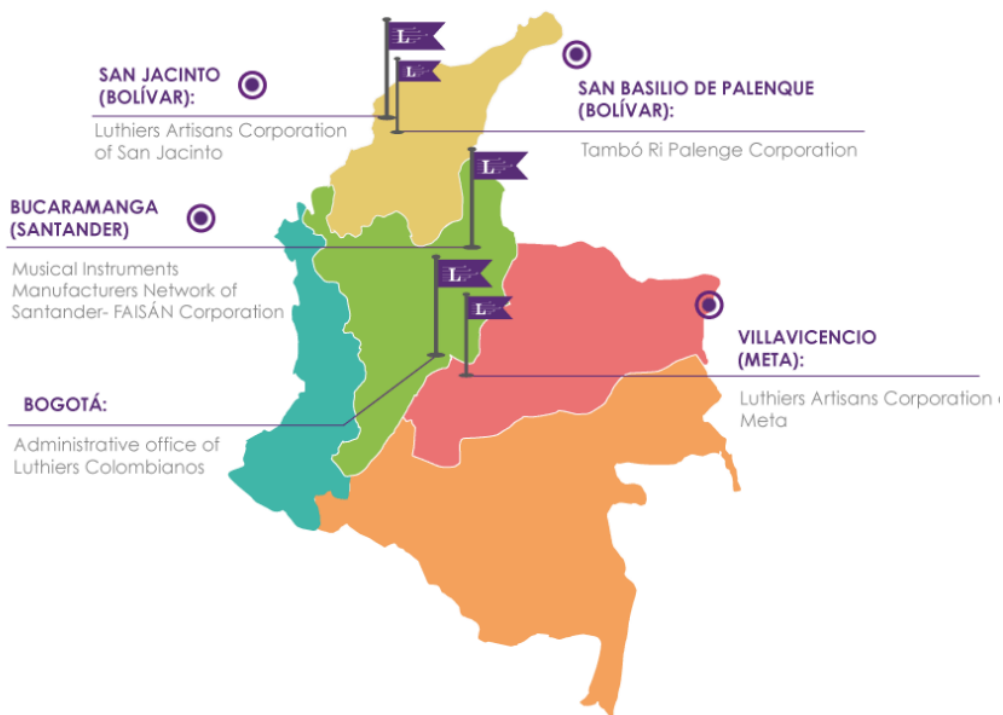 SAN JACINTO
(BOLÍVAR):
Luthiers Artisans Corporation
of San Jacinto
SAN BASILIO DE PALENQUE
(BOLÍVAR):
Tambó Ri Palenge Corporation
BUCARAMANGA
(SANTANDER)
Musical Instruments
Manufacturers Network of
Santander- FAISÁN Corporation
VILLAVICENCIO
(META):
Luthiers Artisans Corporation
Meta
BOGOTÁ:
Administrative office of
Luthiers Colombianos
L
L
L
L
L